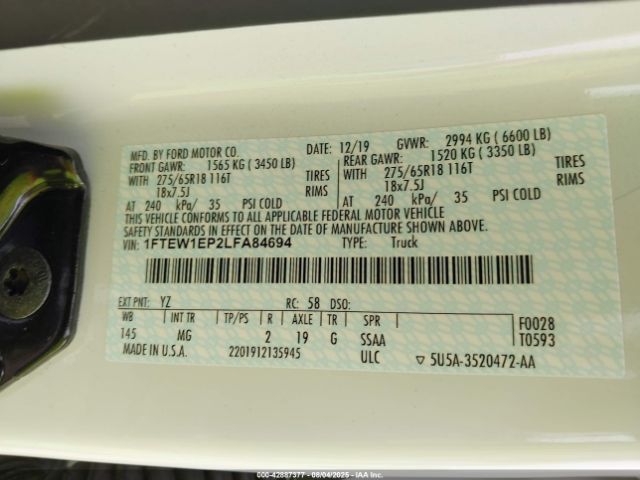 MFD. BY FORD MOTOR CO. DATE: 12/19 GVWR: 2994 KG ( 6600 LB)
FRONT GAWR: 1565 KG ( 3450 LB) REAR GAWR: 1520 KG ( 3350 LB)
WITH 275/65R18 116T TIRES WITH 275/65R18 116T TIRES
18x7.5J RIMS 18x7.5J RIMS
AT 240 kPa/ 35 PSI COLD AT 240 kPa/ 35 PSI COLD
THIS VEHICLE CONFORMS TO ALL APPLICABLE FEDERAL MOTOR VEHICLE
SAFETY STANDARDS IN EFFECT ON THE DATE OF MANUFACTURE SHOWN ABOVE.
VIN: 1FTEW1EP2LFA84694 TYPE: Truck
EXT PNT: YZ RC: 58 DSO:
WB INT TR TP/PS R AXLE TR SPR F0028
145 MG 2 19 G SSAA T0593
MADE IN U.S.A. 2201912135945 ULC ▽ 5U5A-3520472-AA
000-42887377 - 08/04/2025 - IAA Inc.